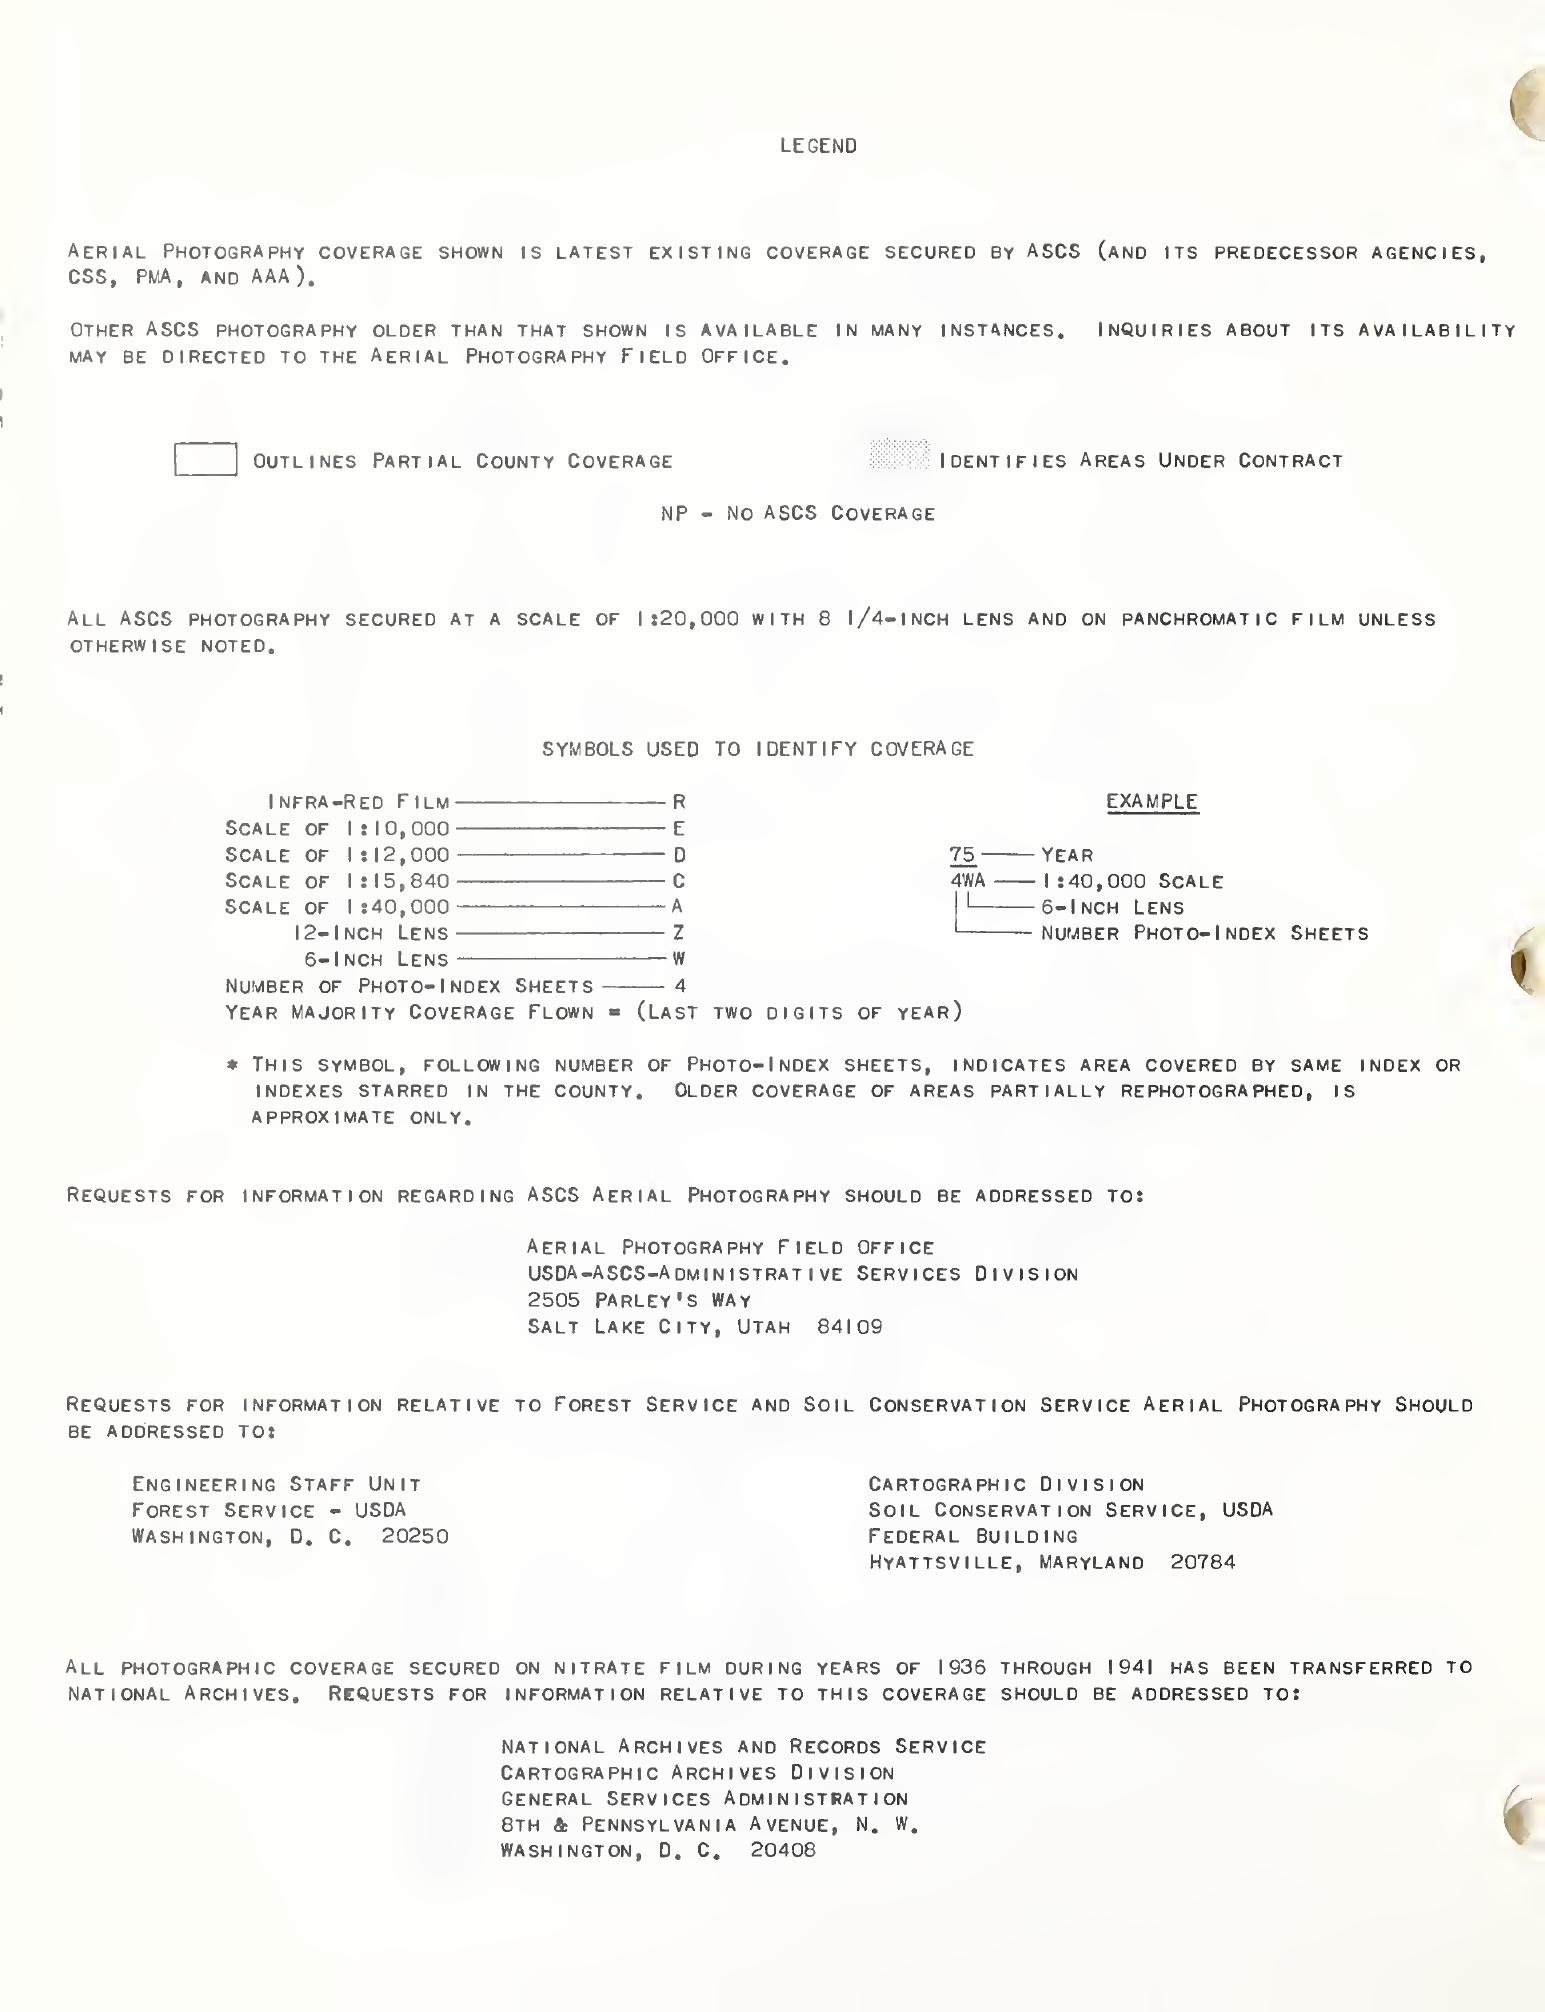 LEGEND
AERIAL PHOTOGRAPHY COVERAGE SHOWN IS LATEST EXISTING COVERAGE SECURED BY ASCS (AND ITS PREDECESSOR AGENCIES,
CSS, PMA, AND AAA).
OTHER ASCS PHOTOGRAPHY OLDER THAN THAT SHOWN IS AVAILABLE IN MANY INSTANCES. INQUIRIES ABOUT ITS AVAILABILITY
MAY BE DIRECTED TO THE AERIAL PHOTOGRAPHY FIELD OFFICE.
OUTLINES PARTIAL COUNTY COVERAGE
IDENTIFIES AREAS UNDER CONTRACT
NP - NO ASCS COVERAGE
ALL ASCS PHOTOGRAPHY SECURED AT A SCALE OF 1:20,000 WITH 8 1/4-INCH LENS AND ON PANCHROMATIC FILM UNLESS
OTHERWISE NOTED.
SYMBOLS USED TO IDENTIFY COVERAGE
INFRA-RED FILM R
SCALE OF 1:10,000 E
SCALE OF 1:12,000 D
SCALE OF 1:15,840 C
SCALE OF 1:40,000 A
12-INCH LENS Z
6-INCH LENS W
NUMBER OF PHOTO-INDEX SHEETS 4
YEAR MAJORITY COVERAGE FLOWN = (LAST TWO DIGITS OF YEAR)
EXAMPLE
75 YEAR
4WA 1:40,000 SCALE
6-INCH LENS
NUMBER PHOTO-INDEX SHEETS
* THIS SYMBOL, FOLLOWING NUMBER OF PHOTO-INDEX SHEETS, INDICATES AREA COVERED BY SAME INDEX OR
INDEXES STARRED IN THE COUNTY. OLDER COVERAGE OF AREAS PARTIALLY REPHOTOGRAPHED, IS
APPROXIMATE ONLY.
REQUESTS FOR INFORMATION REGARDING ASCS AERIAL PHOTOGRAPHY SHOULD BE ADDRESSED TO:
AERIAL PHOTOGRAPHY FIELD OFFICE
USDA-ASCS-ADMINISTRATIVE SERVICES DIVISION
2505 PARLEY'S WAY
SALT LAKE CITY, UTAH 84109
REQUESTS FOR INFORMATION RELATIVE TO FOREST SERVICE AND SOIL CONSERVATION SERVICE AERIAL PHOTOGRAPHY SHOULD
BE ADDRESSED TO:
ENGINEERING STAFF UNIT
FOREST SERVICE - USDA
WASHINGTON, D. C. 20250
CARTOGRAPHIC DIVISION
SOIL CONSERVATION SERVICE, USDA
FEDERAL BUILDING
HYATTSVILLE, MARYLAND 20784
ALL PHOTOGRAPHIC COVERAGE SECURED ON NITRATE FILM DURING YEARS OF 1936 THROUGH 1941 HAS BEEN TRANSFERRED TO
NATIONAL ARCHIVES. REQUESTS FOR INFORMATION RELATIVE TO THIS COVERAGE SHOULD BE ADDRESSED TO:
NATIONAL ARCHIVES AND RECORDS SERVICE
CARTOGRAPHIC ARCHIVES DIVISION
GENERAL SERVICES ADMINISTRATION
8TH & PENNSYLVANIA AVENUE, N. W.
WASHINGTON, D. C. 20408